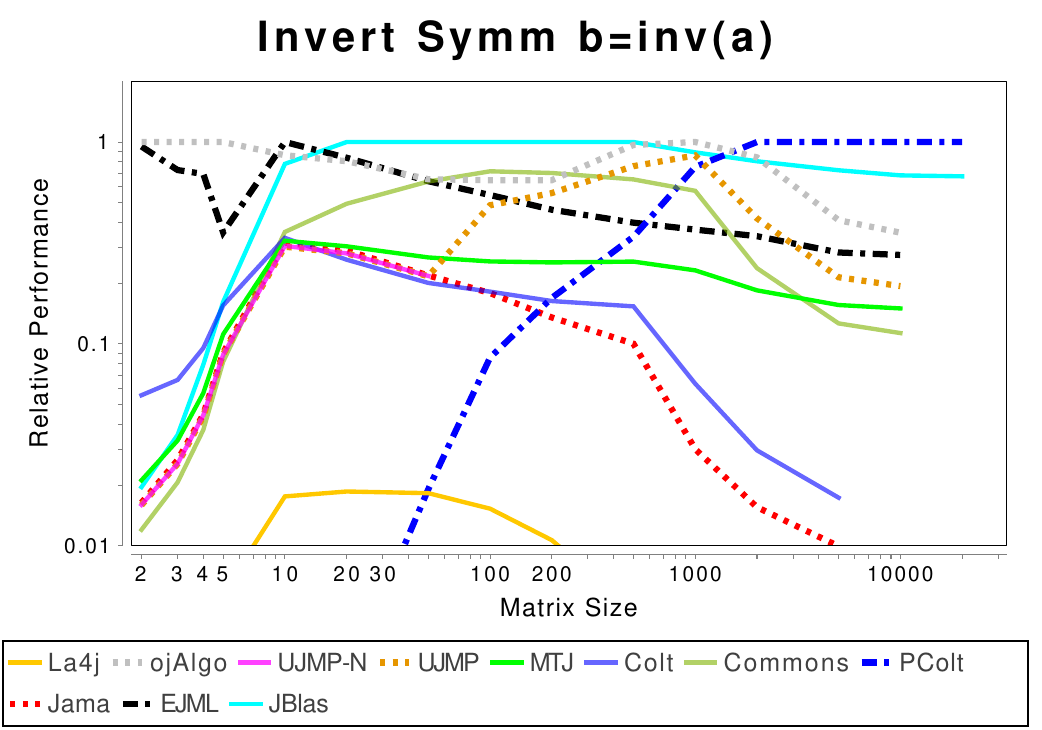 Invert Symm b=inv(a)
1
0.1
0.01
Relative Performance
2 3 4 5 10 20 30 100 200 1000 10000
Matrix Size
La4j ojAlgo UJMP-N UJMP MTJ Colt Commons PColt
Jama EJML JBlas